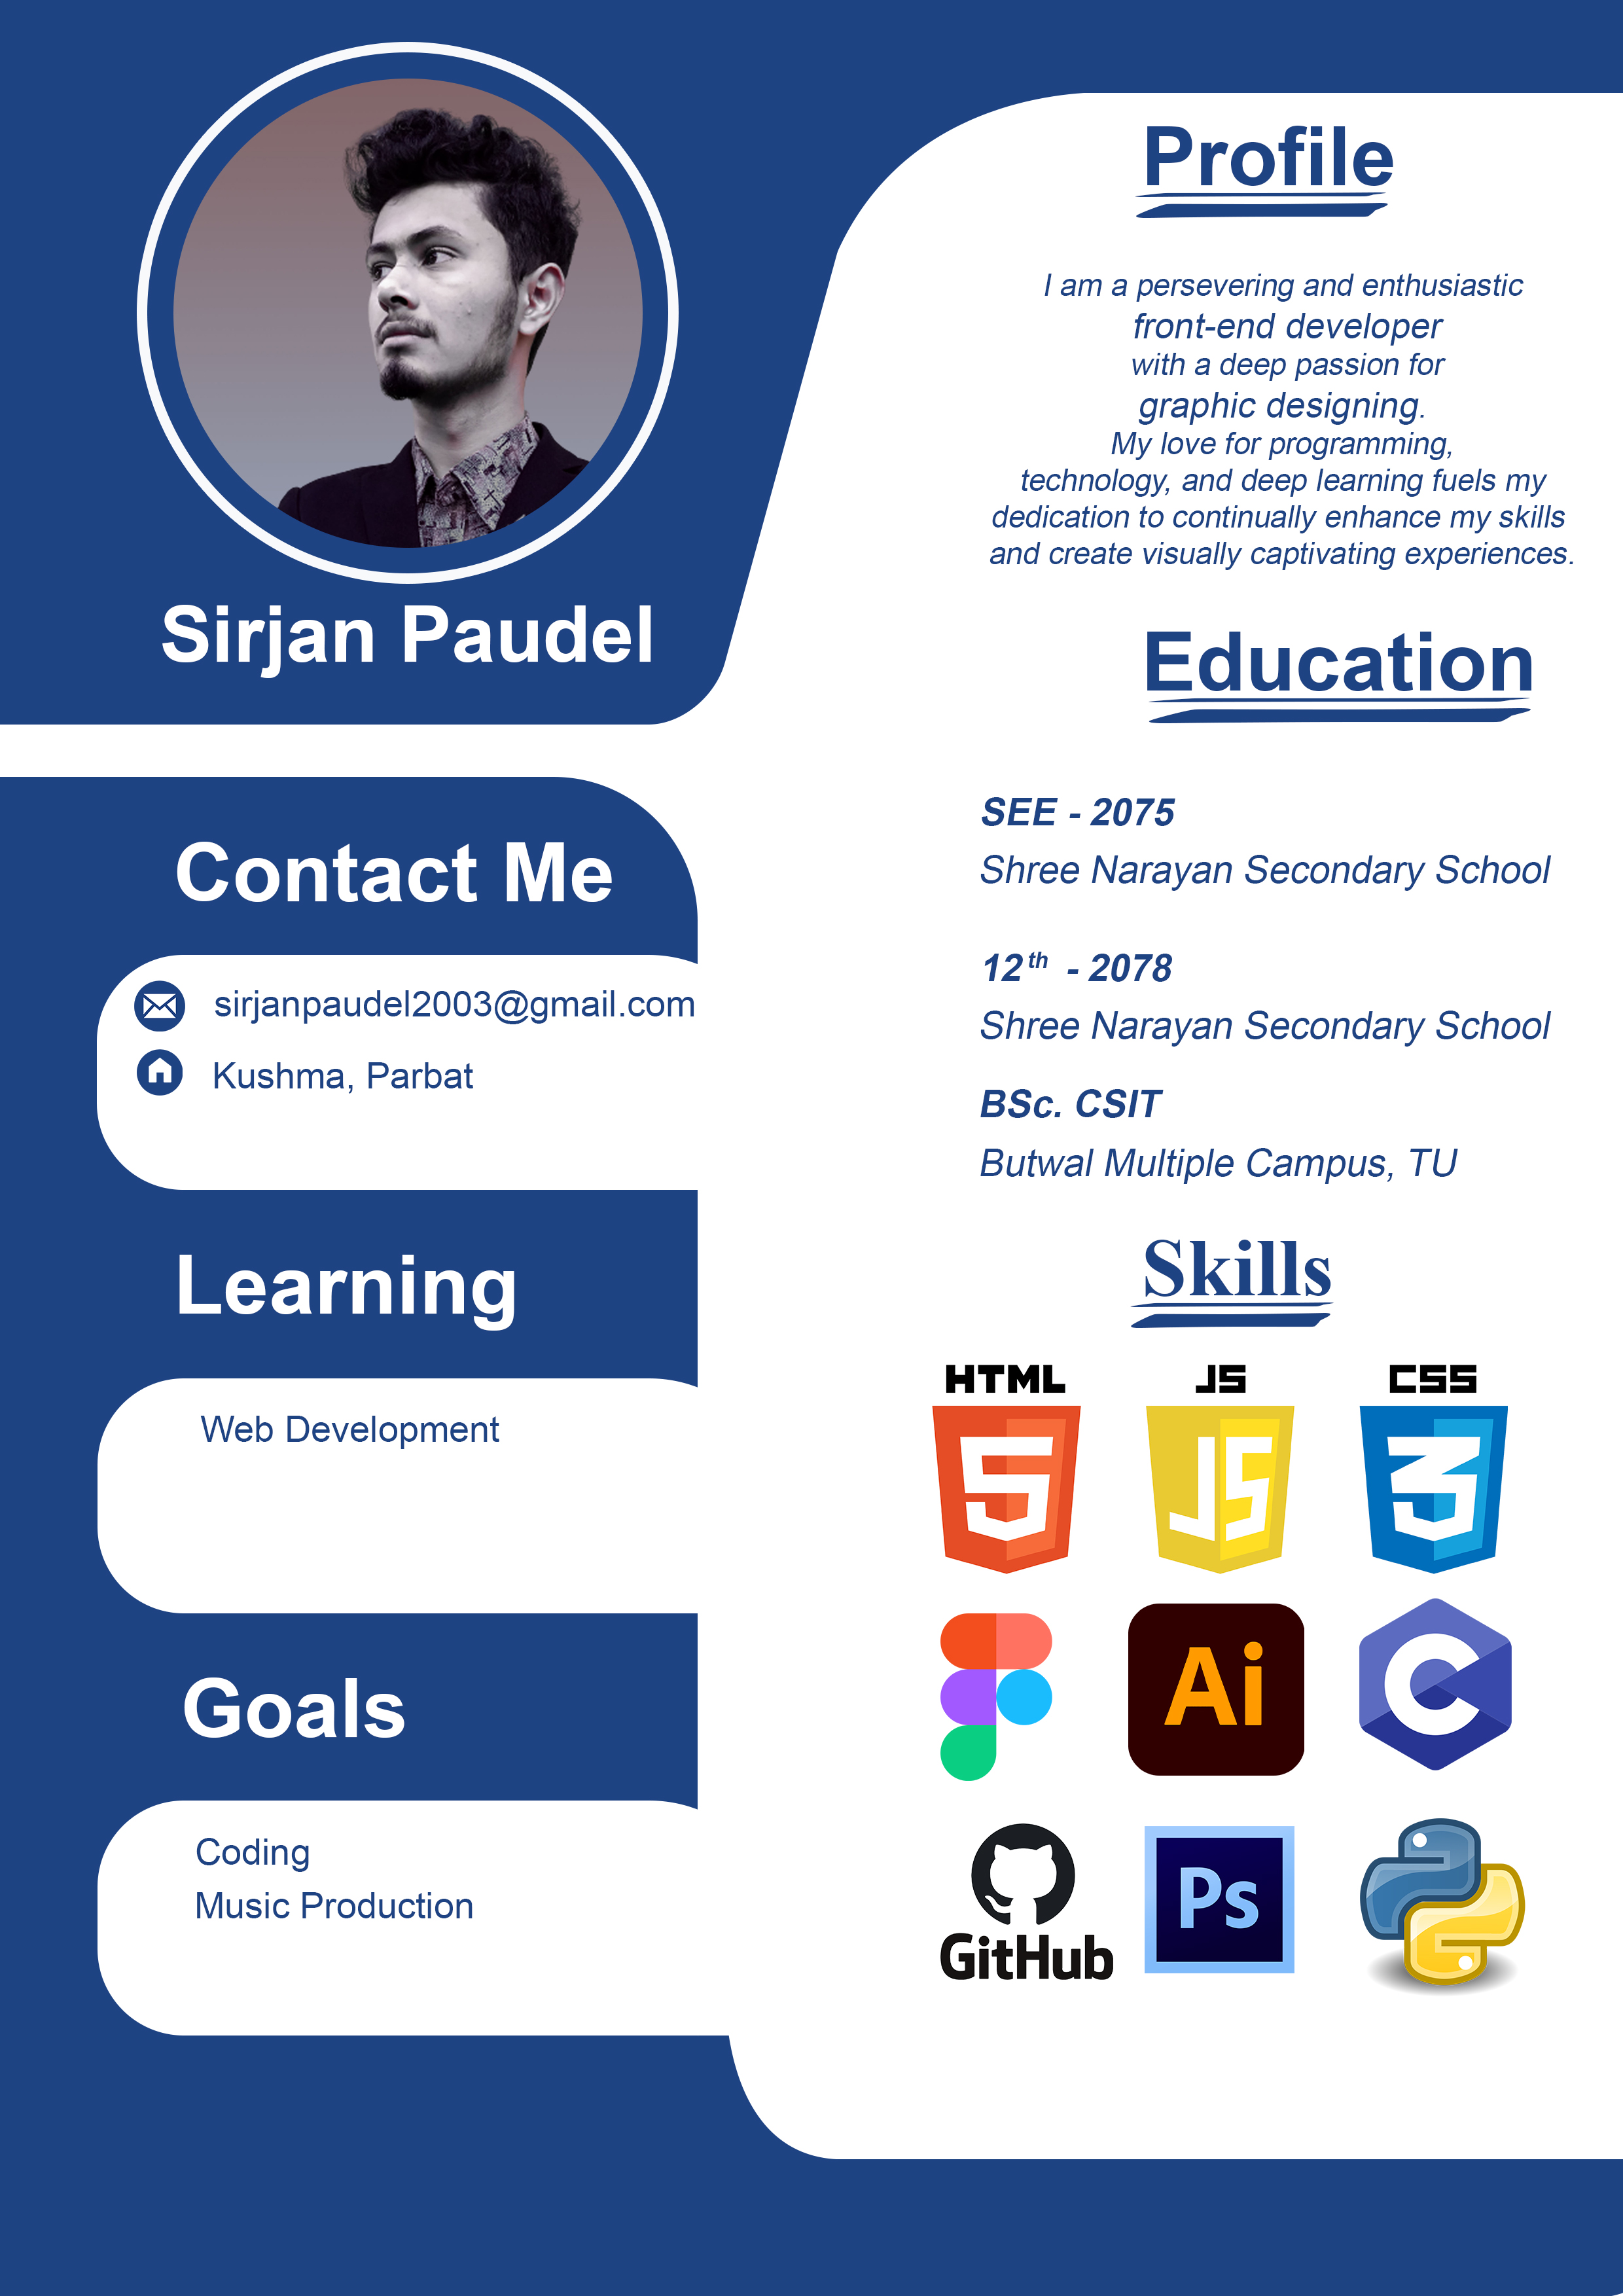 Sirjan Paudel
Contact Me
sirjanpaudel2003@gmail.com
Kushma, Parbat
Learning
Web Development
Goals
Coding
Music Production
Profile
I am a persevering and enthusiastic
front-end developer
with a deep passion for
graphic designing.
My love for programming,
technology, and deep learning fuels my
dedication to continually enhance my skills
and create visually captivating experiences.
Education
SEE - 2075
Shree Narayan Secondary School
12th - 2078
Shree Narayan Secondary School
BSc. CSIT
Butwal Multiple Campus, TU
Skills
HTML JS CSS
5 JS 3
Ai C
GitHub Ps